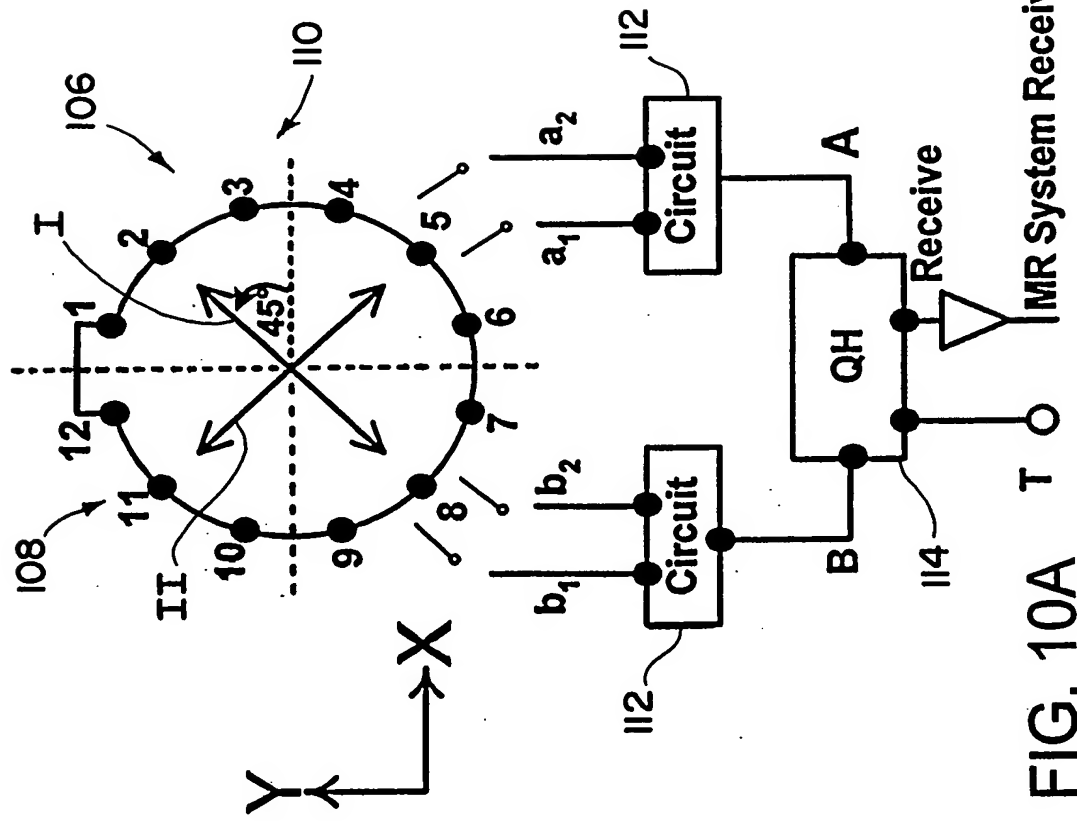 106
108
110
I
II
45°
1
2
3
4
5
6
7
8
9
10
11
12
Y
X
b1 b2 a1 a2
Circuit
Circuit
112
112
B
A
QH
114
T
Receive
MR System Receiv
FIG. 10A